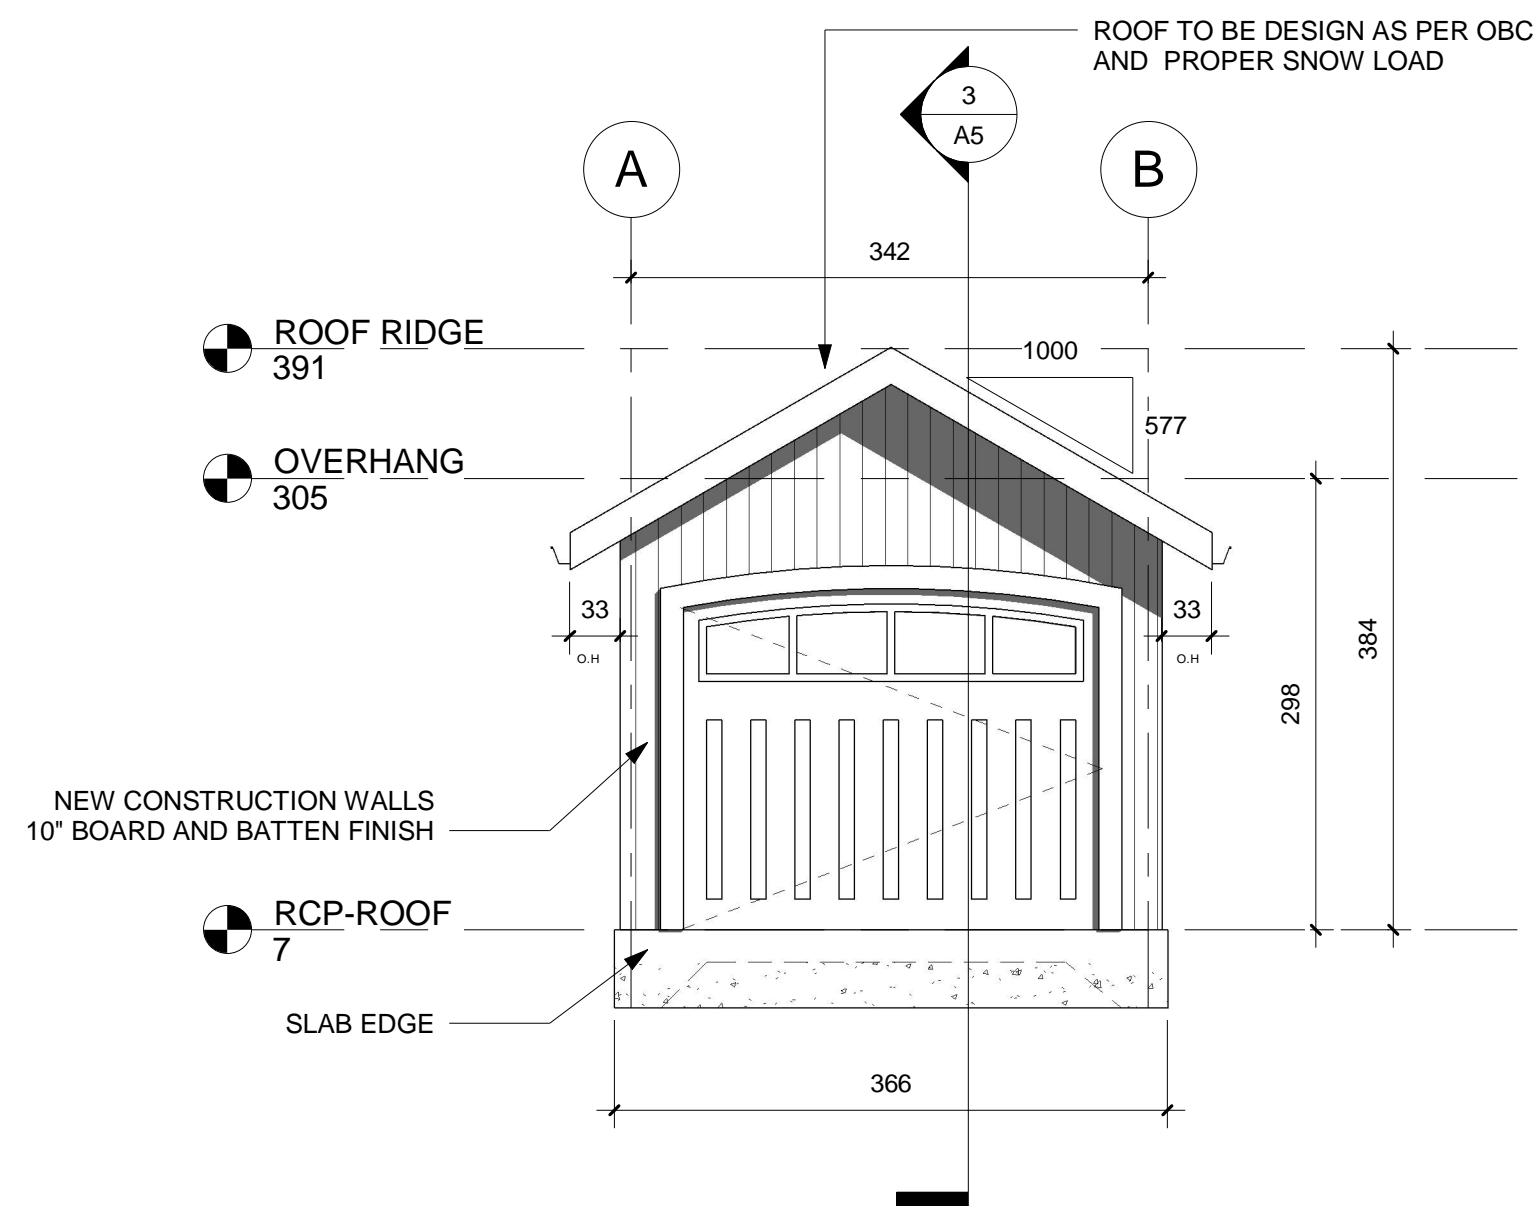 ROOF TO BE DESIGN AS PER OBC
AND PROPER SNOW LOAD
3
A5
A
B
342
ROOF RIDGE
391
1000
577
OVERHANG
305
33
O.H
33
O.H
384
298
NEW CONSTRUCTION WALLS
10" BOARD AND BATTEN FINISH
RCP-ROOF
7
SLAB EDGE
366